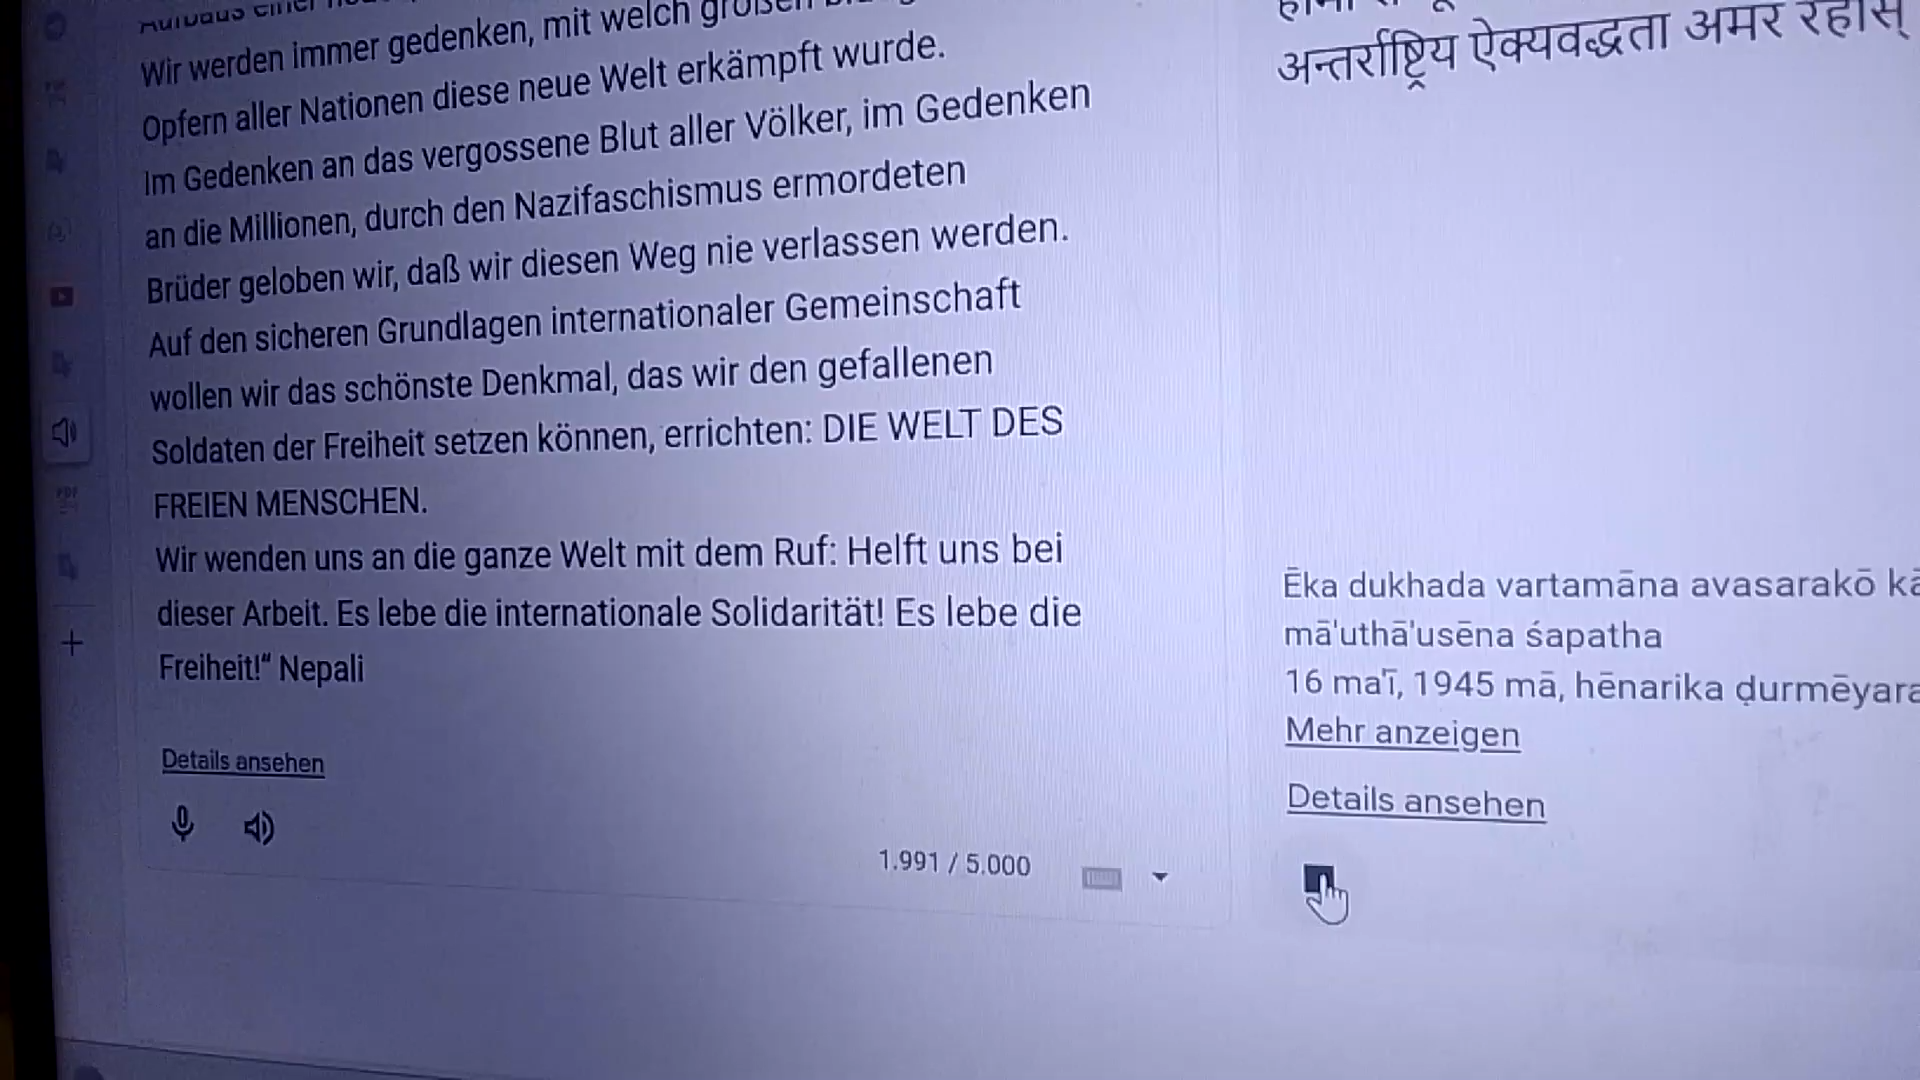 Wir werden immer gedenken, mit welch großen
Opfern aller Nationen diese neue Welt erkämpft wurde.
Im Gedenken an das vergossene Blut aller Völker, im Gedenken
an die Millionen, durch den Nazifaschismus ermordeten
Brüder geloben wir, daß wir diesen Weg nie verlassen werden.
Auf den sicheren Grundlagen internationaler Gemeinschaft
wollen wir das schönste Denkmal, das wir den gefallenen
Soldaten der Freiheit setzen können, errichten: DIE WELT DES
FREIEN MENSCHEN.
Wir wenden uns an die ganze Welt mit dem Ruf: Helft uns bei
dieser Arbeit. Es lebe die internationale Solidarität! Es lebe die
Freiheit!“ Nepali
Details ansehen
1.991 / 5.000
अन्तर्राष्ट्रिय ऐक्यवद्धता अमर रहोस्
Ēka dukhada vartamāna avasarakō
mā'uthā'usēna śapatha
16 ma'ī, 1945 mā, hēnarika ḍurmēyara
Mehr anzeigen
Details ansehen
PDF